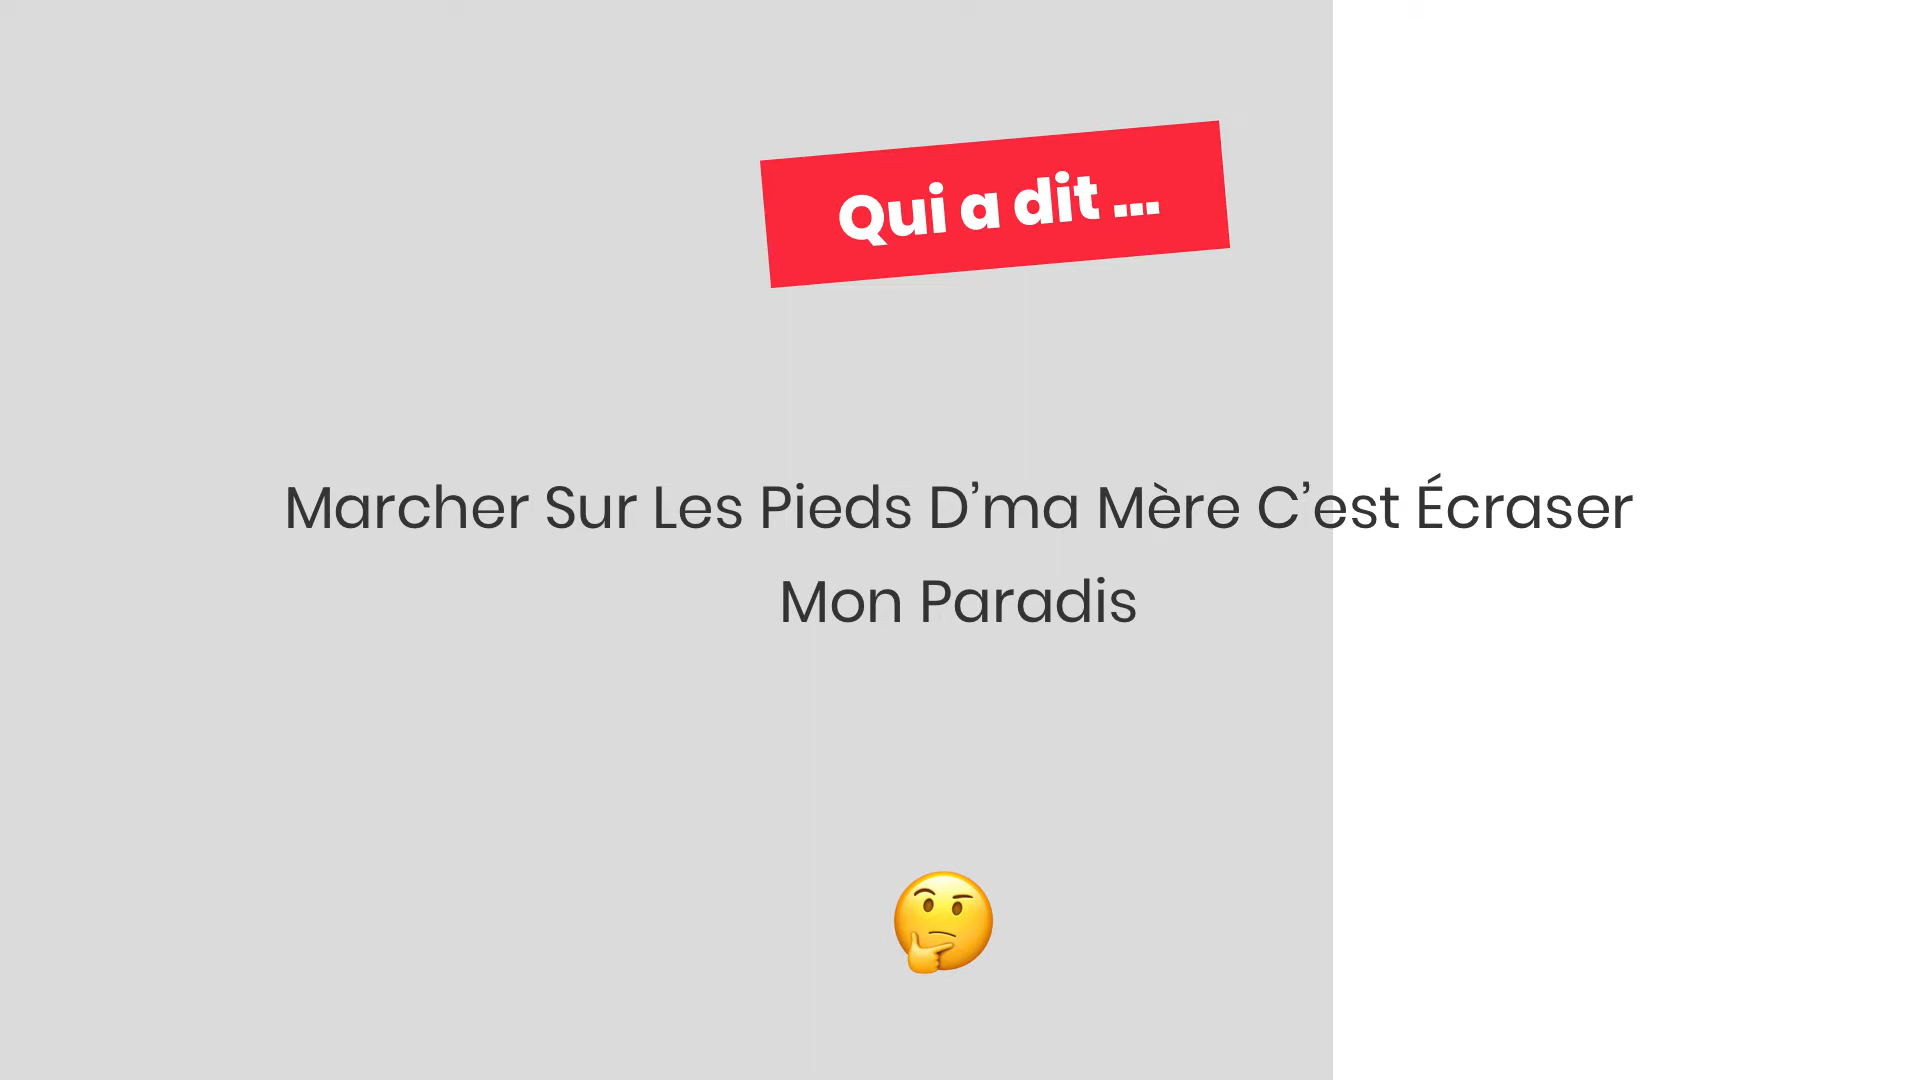 Qui a dit ...
Marcher Sur Les Pieds D’ma Mère C’est Écraser
Mon Paradis